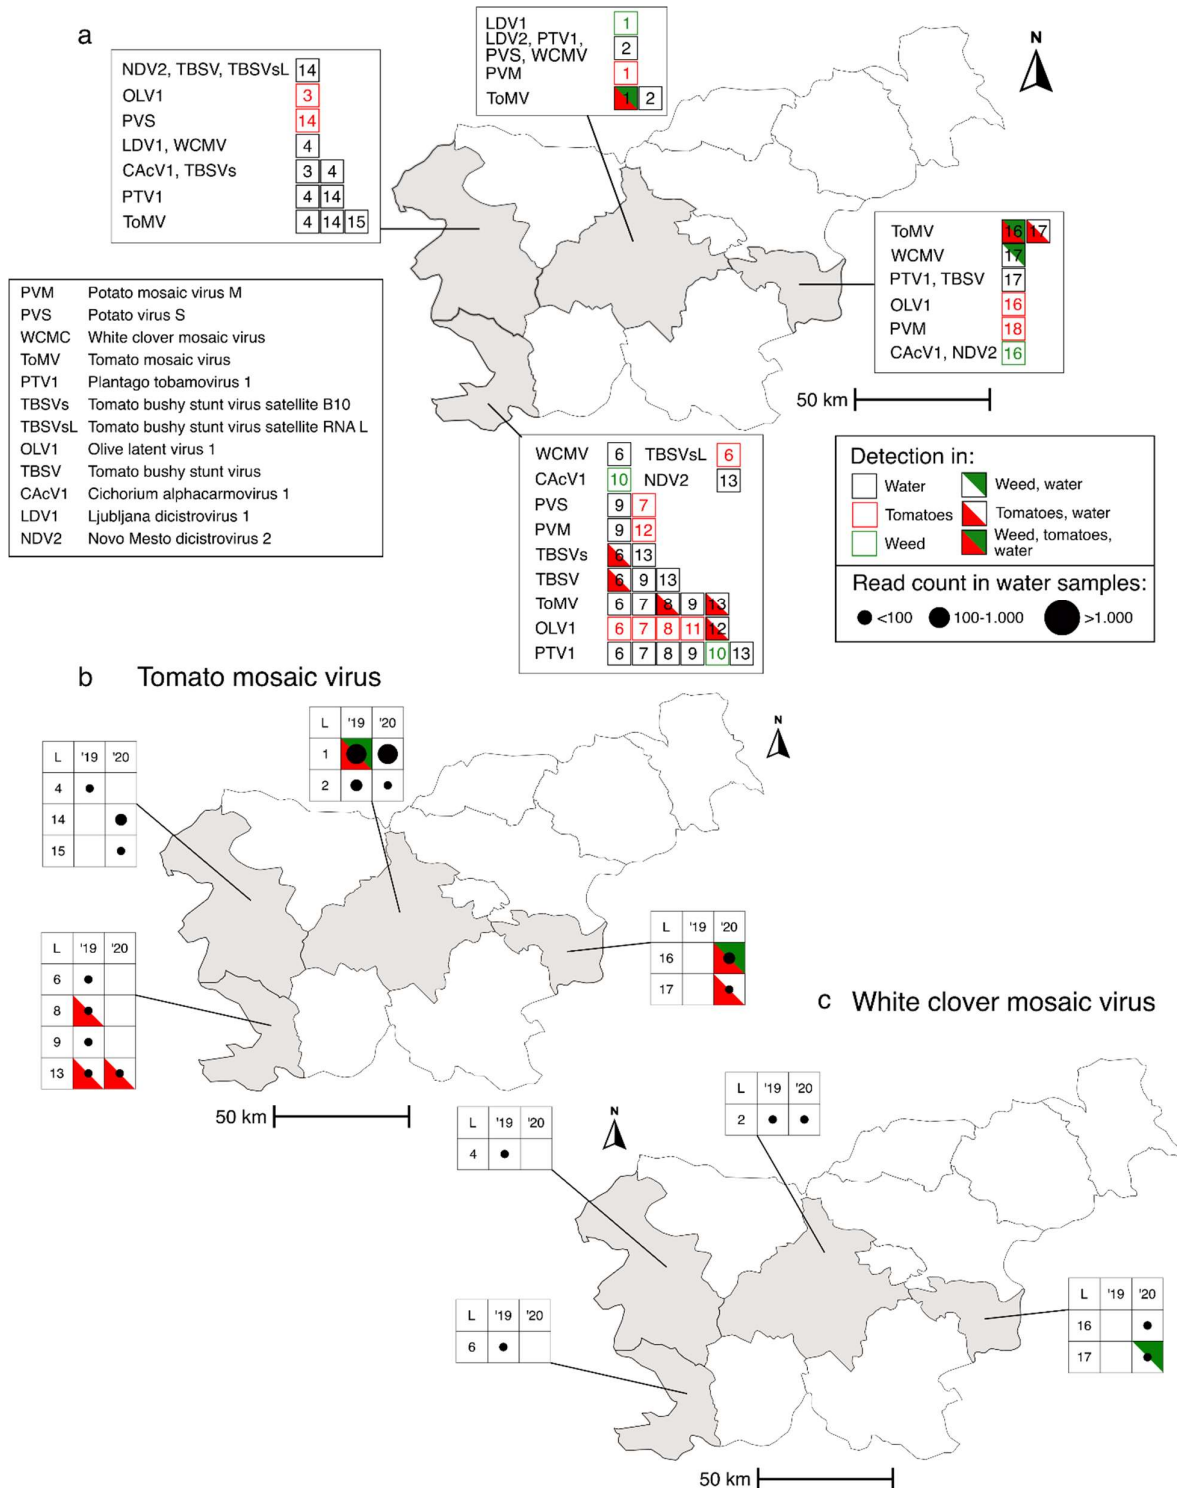 a
NDV2, TBSV, TBSVsL 14
OLV1 3
PVS 14
LDV1, WCMV 4
CAcV1, TBSVs 3 4
PTV1 4 14
ToMV 4 14 15
LDV1 1
LDV2, PTV1,
PVS, WCMV 2
PVM 1
ToMV 1 2
N
ToMV 16 17
WCMV 17
PTV1, TBSV 17
OLV1 16
PVM 18
CAcV1, NDV2 16
50 km
PVM Potato mosaic virus M
PVS Potato virus S
WCMC White clover mosaic virus
ToMV Tomato mosaic virus
PTV1 Plantago tobamovirus 1
TBSVs Tomato bushy stunt virus satellite B10
TBSVsL Tomato bushy stunt virus satellite RNA L
OLV1 Olive latent virus 1
TBSV Tomato bushy stunt virus
CAcV1 Cichorium alphacarmovirus 1
LDV1 Ljubljana dicistrovirus 1
NDV2 Novo Mesto dicistrovirus 2
WCMV 6 TBSVsL 6
CAcV1 10 NDV2 13
PVS 9 7
PVM 9 12
TBSVs 6 13
TBSV 6 9 13
ToMV 6 7 8 9 13
OLV1 6 7 8 11 12
PTV1 6 7 8 9 10 13
Detection in:
Water
Weed, water
Tomatoes
Tomatoes, water
Weed
Weed, tomatoes,
water
Read count in water samples:
<100 100-1.000 >1.000
b Tomato mosaic virus
N
L '19 '20
1
2
L '19 '20
4
14
15
L '19 '20
6
8
9
13
L '19 '20
16
17
50 km
c White clover mosaic virus
N
L '19 '20
2
L '19 '20
4
L '19 '20
6
L '19 '20
16
17
50 km